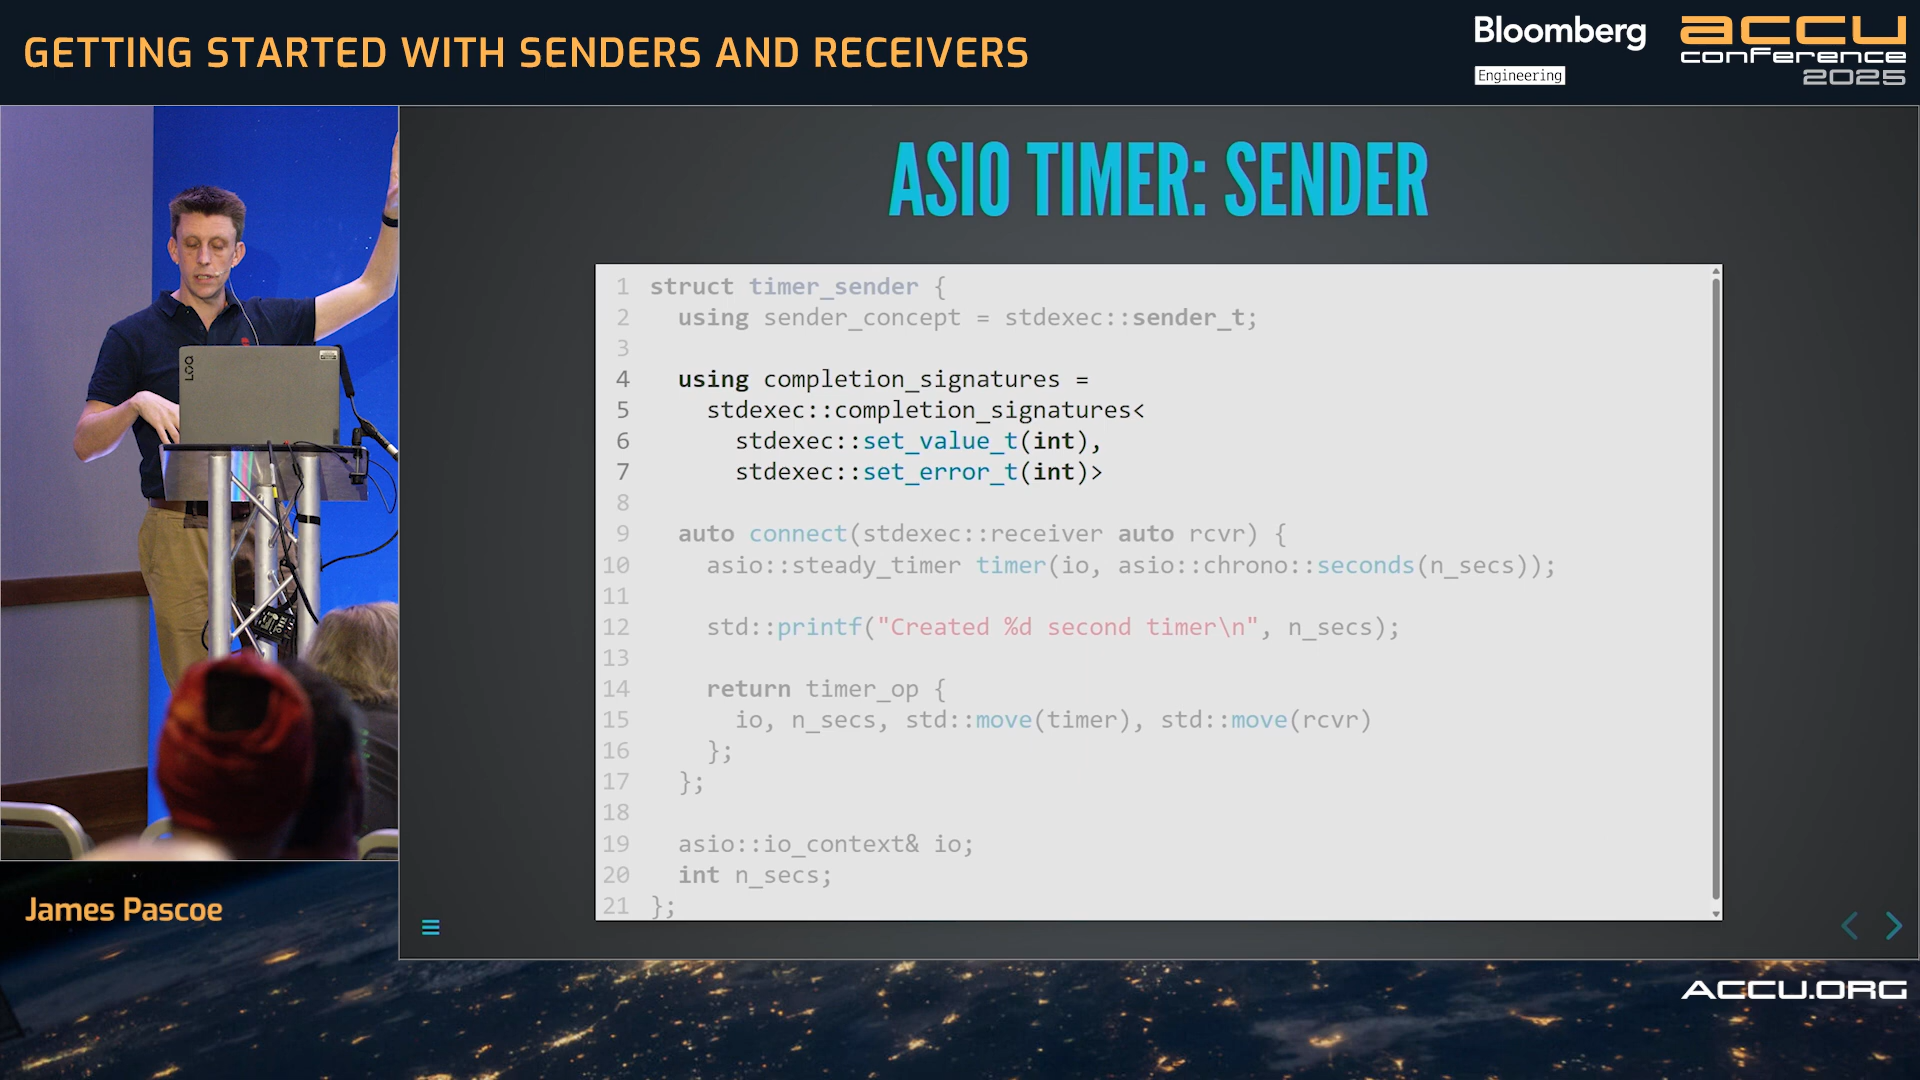 GETTING STARTED WITH SENDERS AND RECEIVERS
Bloomberg
Engineering
accu
conference
2025
ASIO TIMER: SENDER
1 struct timer_sender {
2 using sender_concept = stdexec::sender_t;
3
4 using completion_signatures =
5 stdexec::completion_signatures<
6 stdexec::set_value_t(int),
7 stdexec::set_error_t(int)>
8
9 auto connect(stdexec::receiver auto rcvr) {
10 asio::steady_timer timer(io, asio::chrono::seconds(n_secs));
11
12 std::printf("Created %d second timer\n", n_secs);
13
14 return timer_op {
15 io, n_secs, std::move(timer), std::move(rcvr)
16 };
17 };
18
19 asio::io_context& io;
20 int n_secs;
21 };
LOQ
James Pascoe
ACCU.ORG